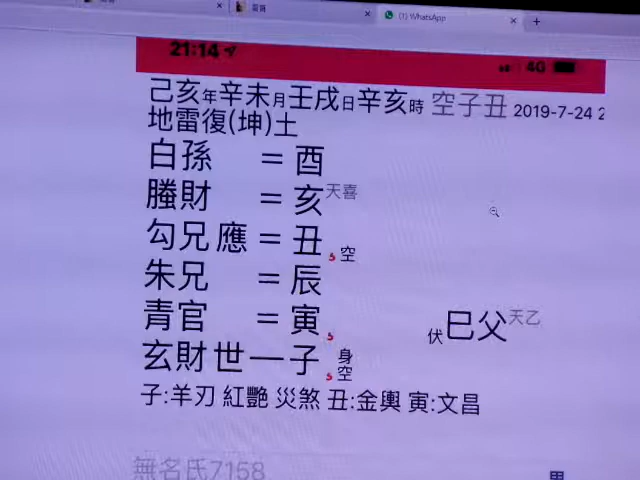 (1) WhatsApp
21:14
4G
己亥年辛未月壬戌日辛亥時 空子丑 2019-7-24 2
地雷復(坤)土
白孫 = 酉
螣財 = 亥天喜
勾兄應 = 丑 空
朱兄 = 辰
青官 = 寅 伏巳父天乙
玄財世一子 身空
子:羊刃 紅艷 災煞 丑:金輿 寅:文昌
無名氏7158